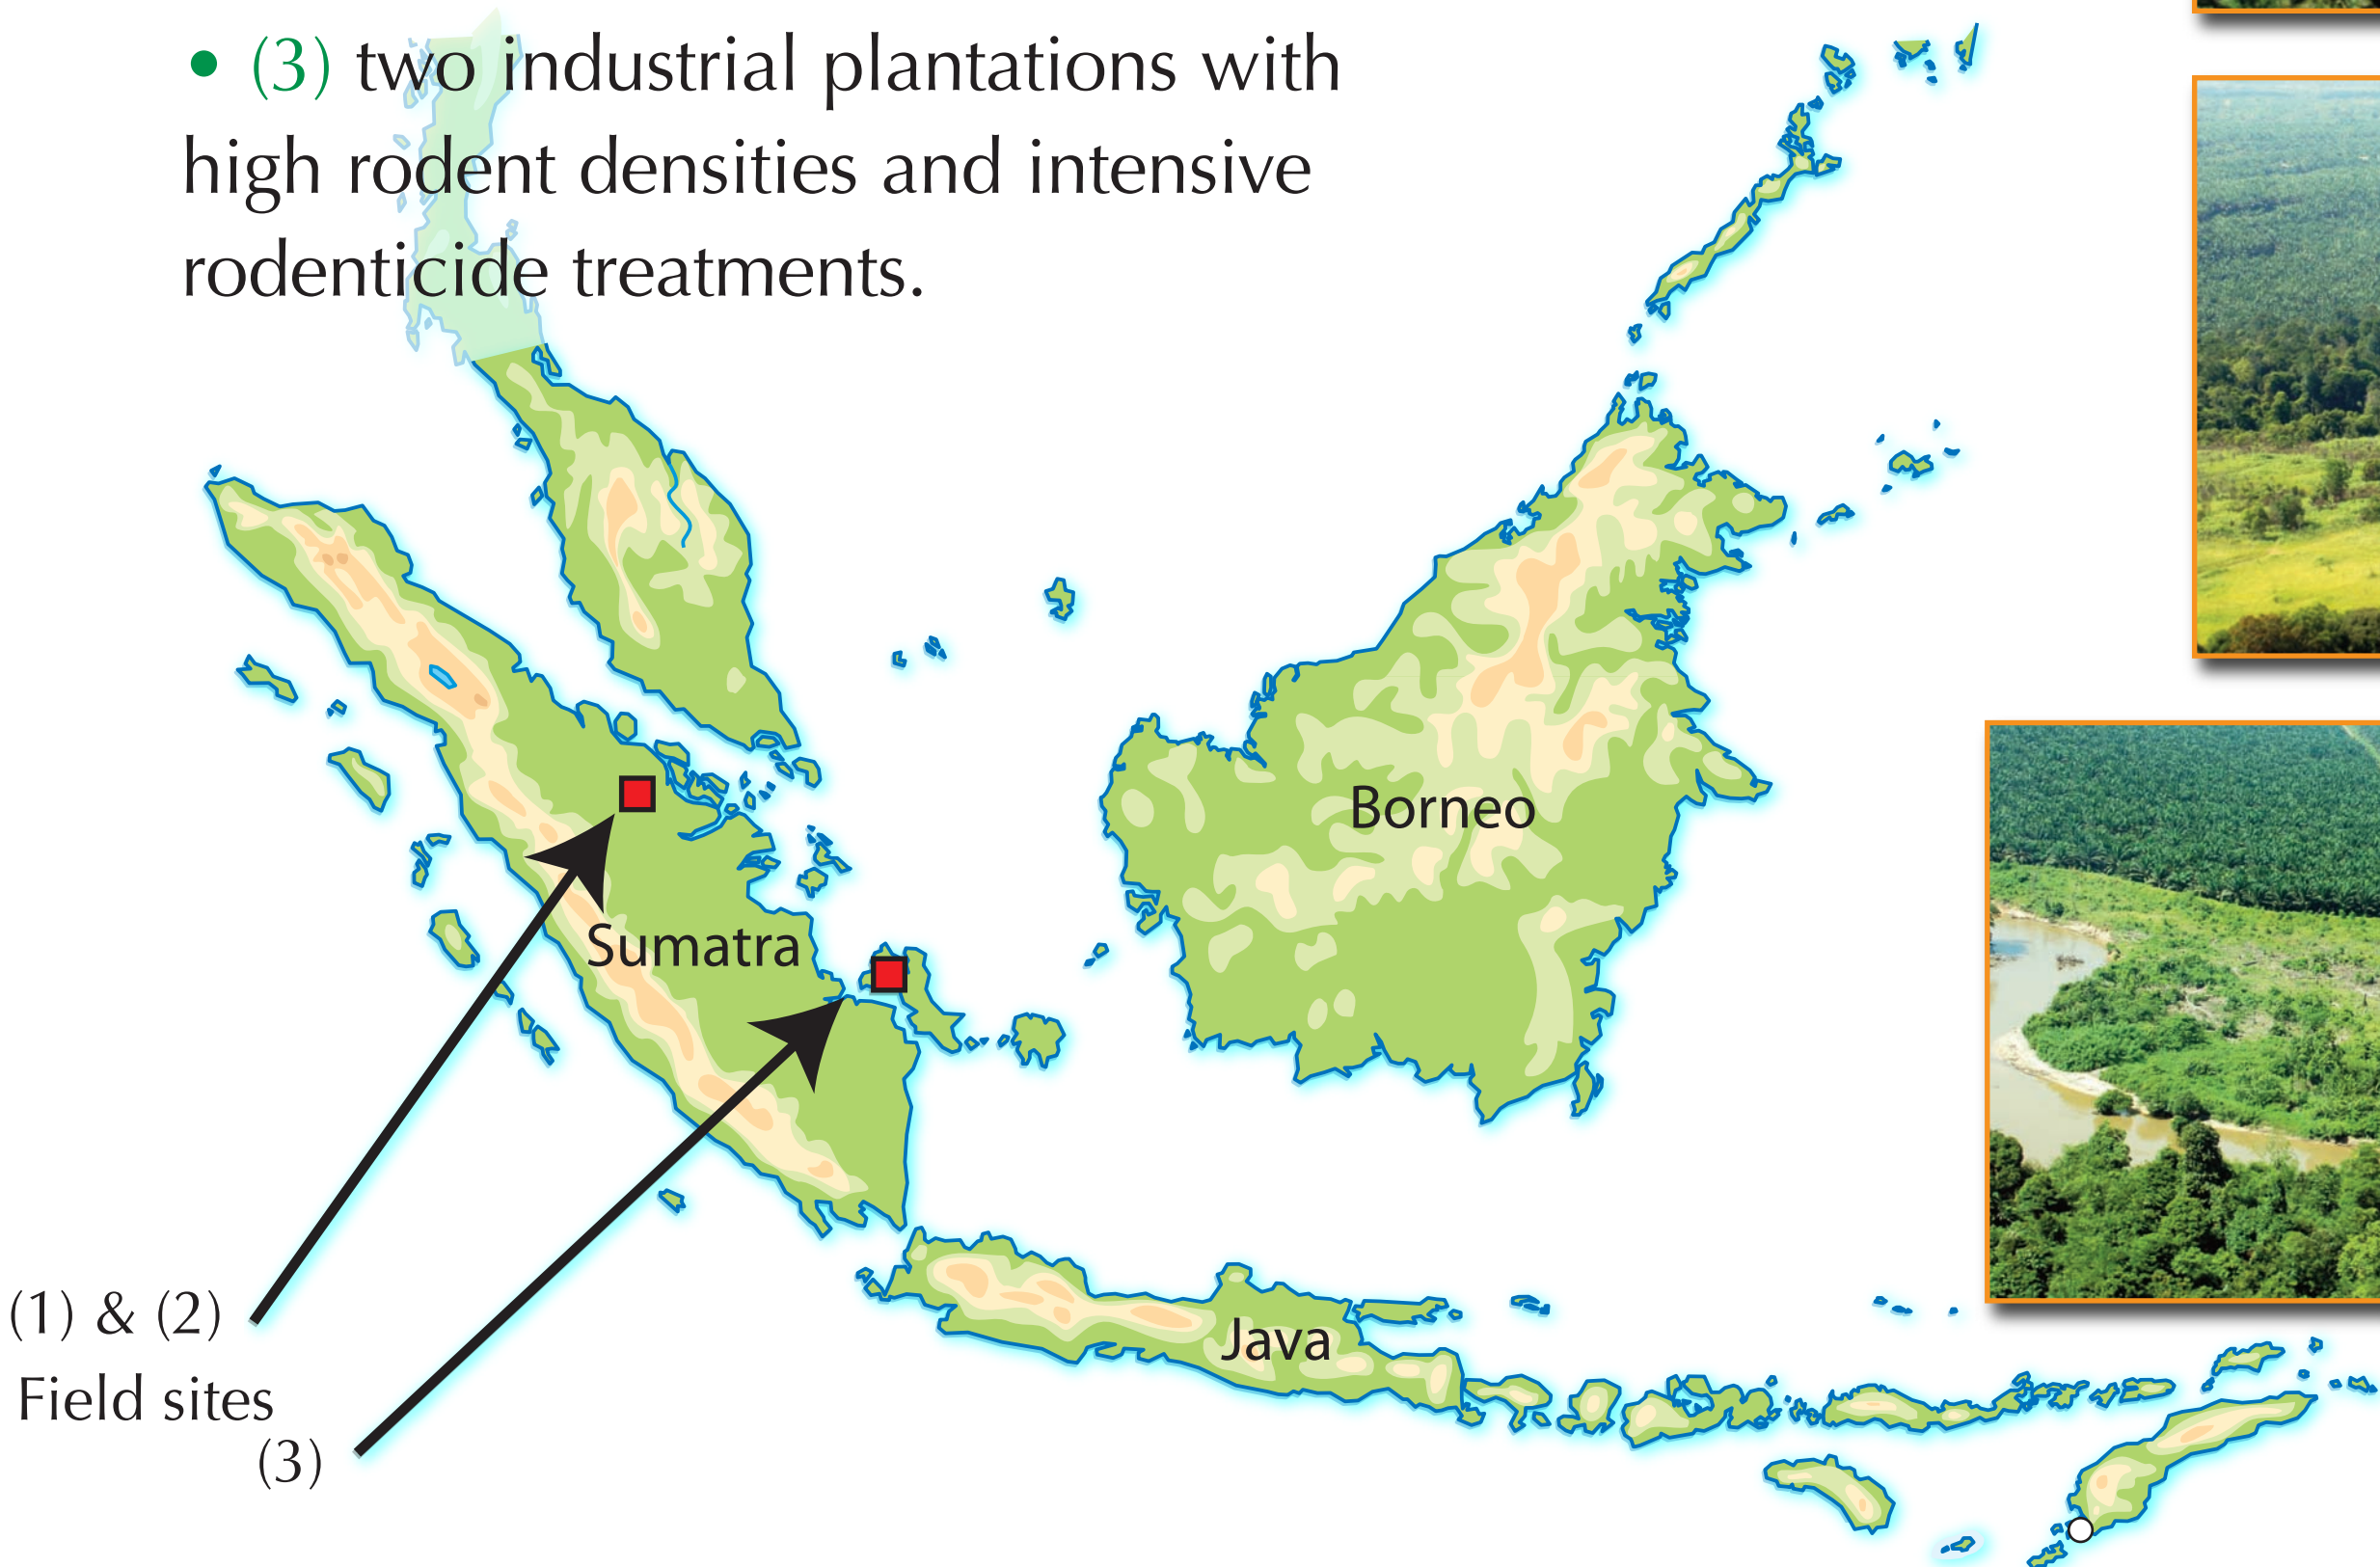 • (3) two industrial plantations with
high rodent densities and intensive
rodenticide treatments.
Borneo
Sumatra
(1) & (2)
Field sites
(3)
Java